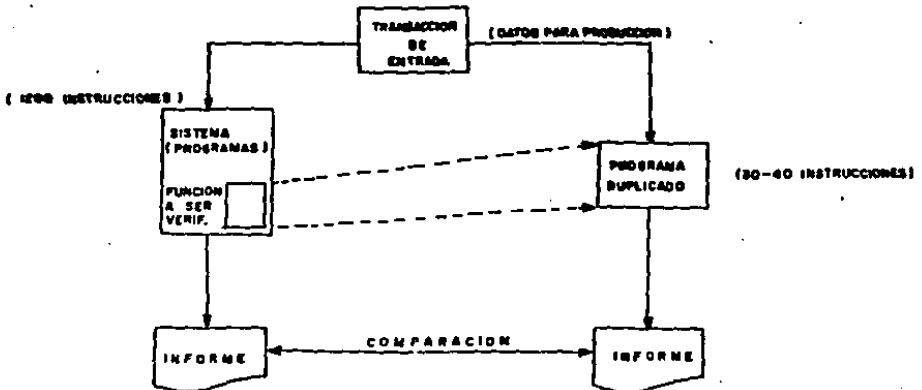 TRANSACCION
DE
ENTRADA
(DATOS PARA PRODUCCION)
( 1200 INSTRUCCIONES )
SISTEMA
(PROGRAMAS)
FUNCION
A SER
VERIF.
PROGRAMA
DUPLICADO
(30-40 INSTRUCCIONES)
INFORME
COMPARACION
INFORME